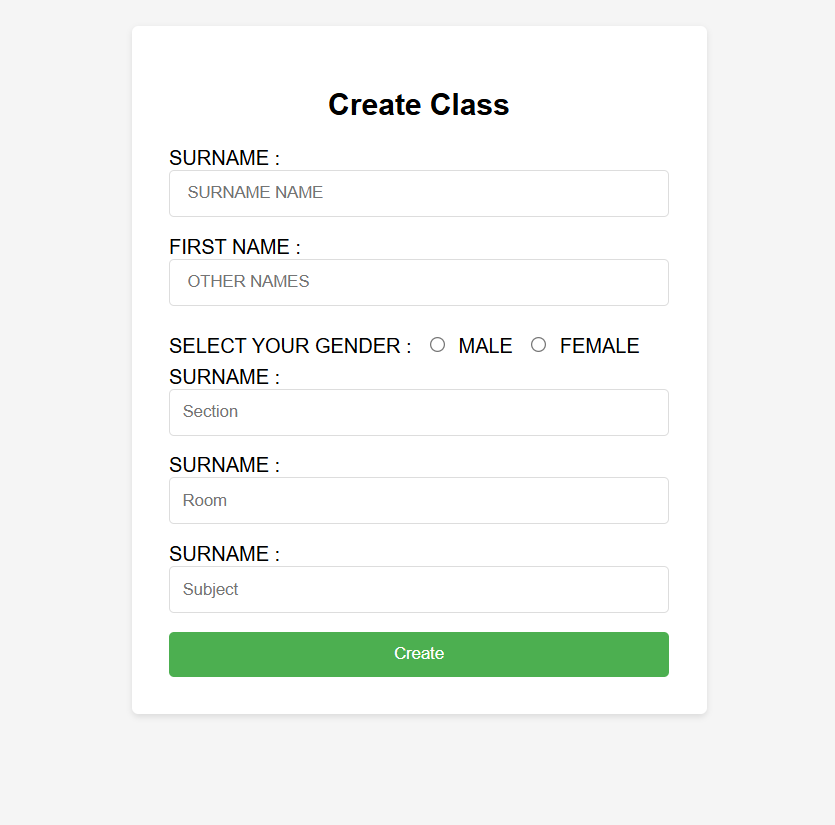 Create Class
SURNAME :
SURNAME NAME
FIRST NAME :
OTHER NAMES
SELECT YOUR GENDER : MALE FEMALE
SURNAME :
Section
SURNAME :
Room
SURNAME :
Subject
Create